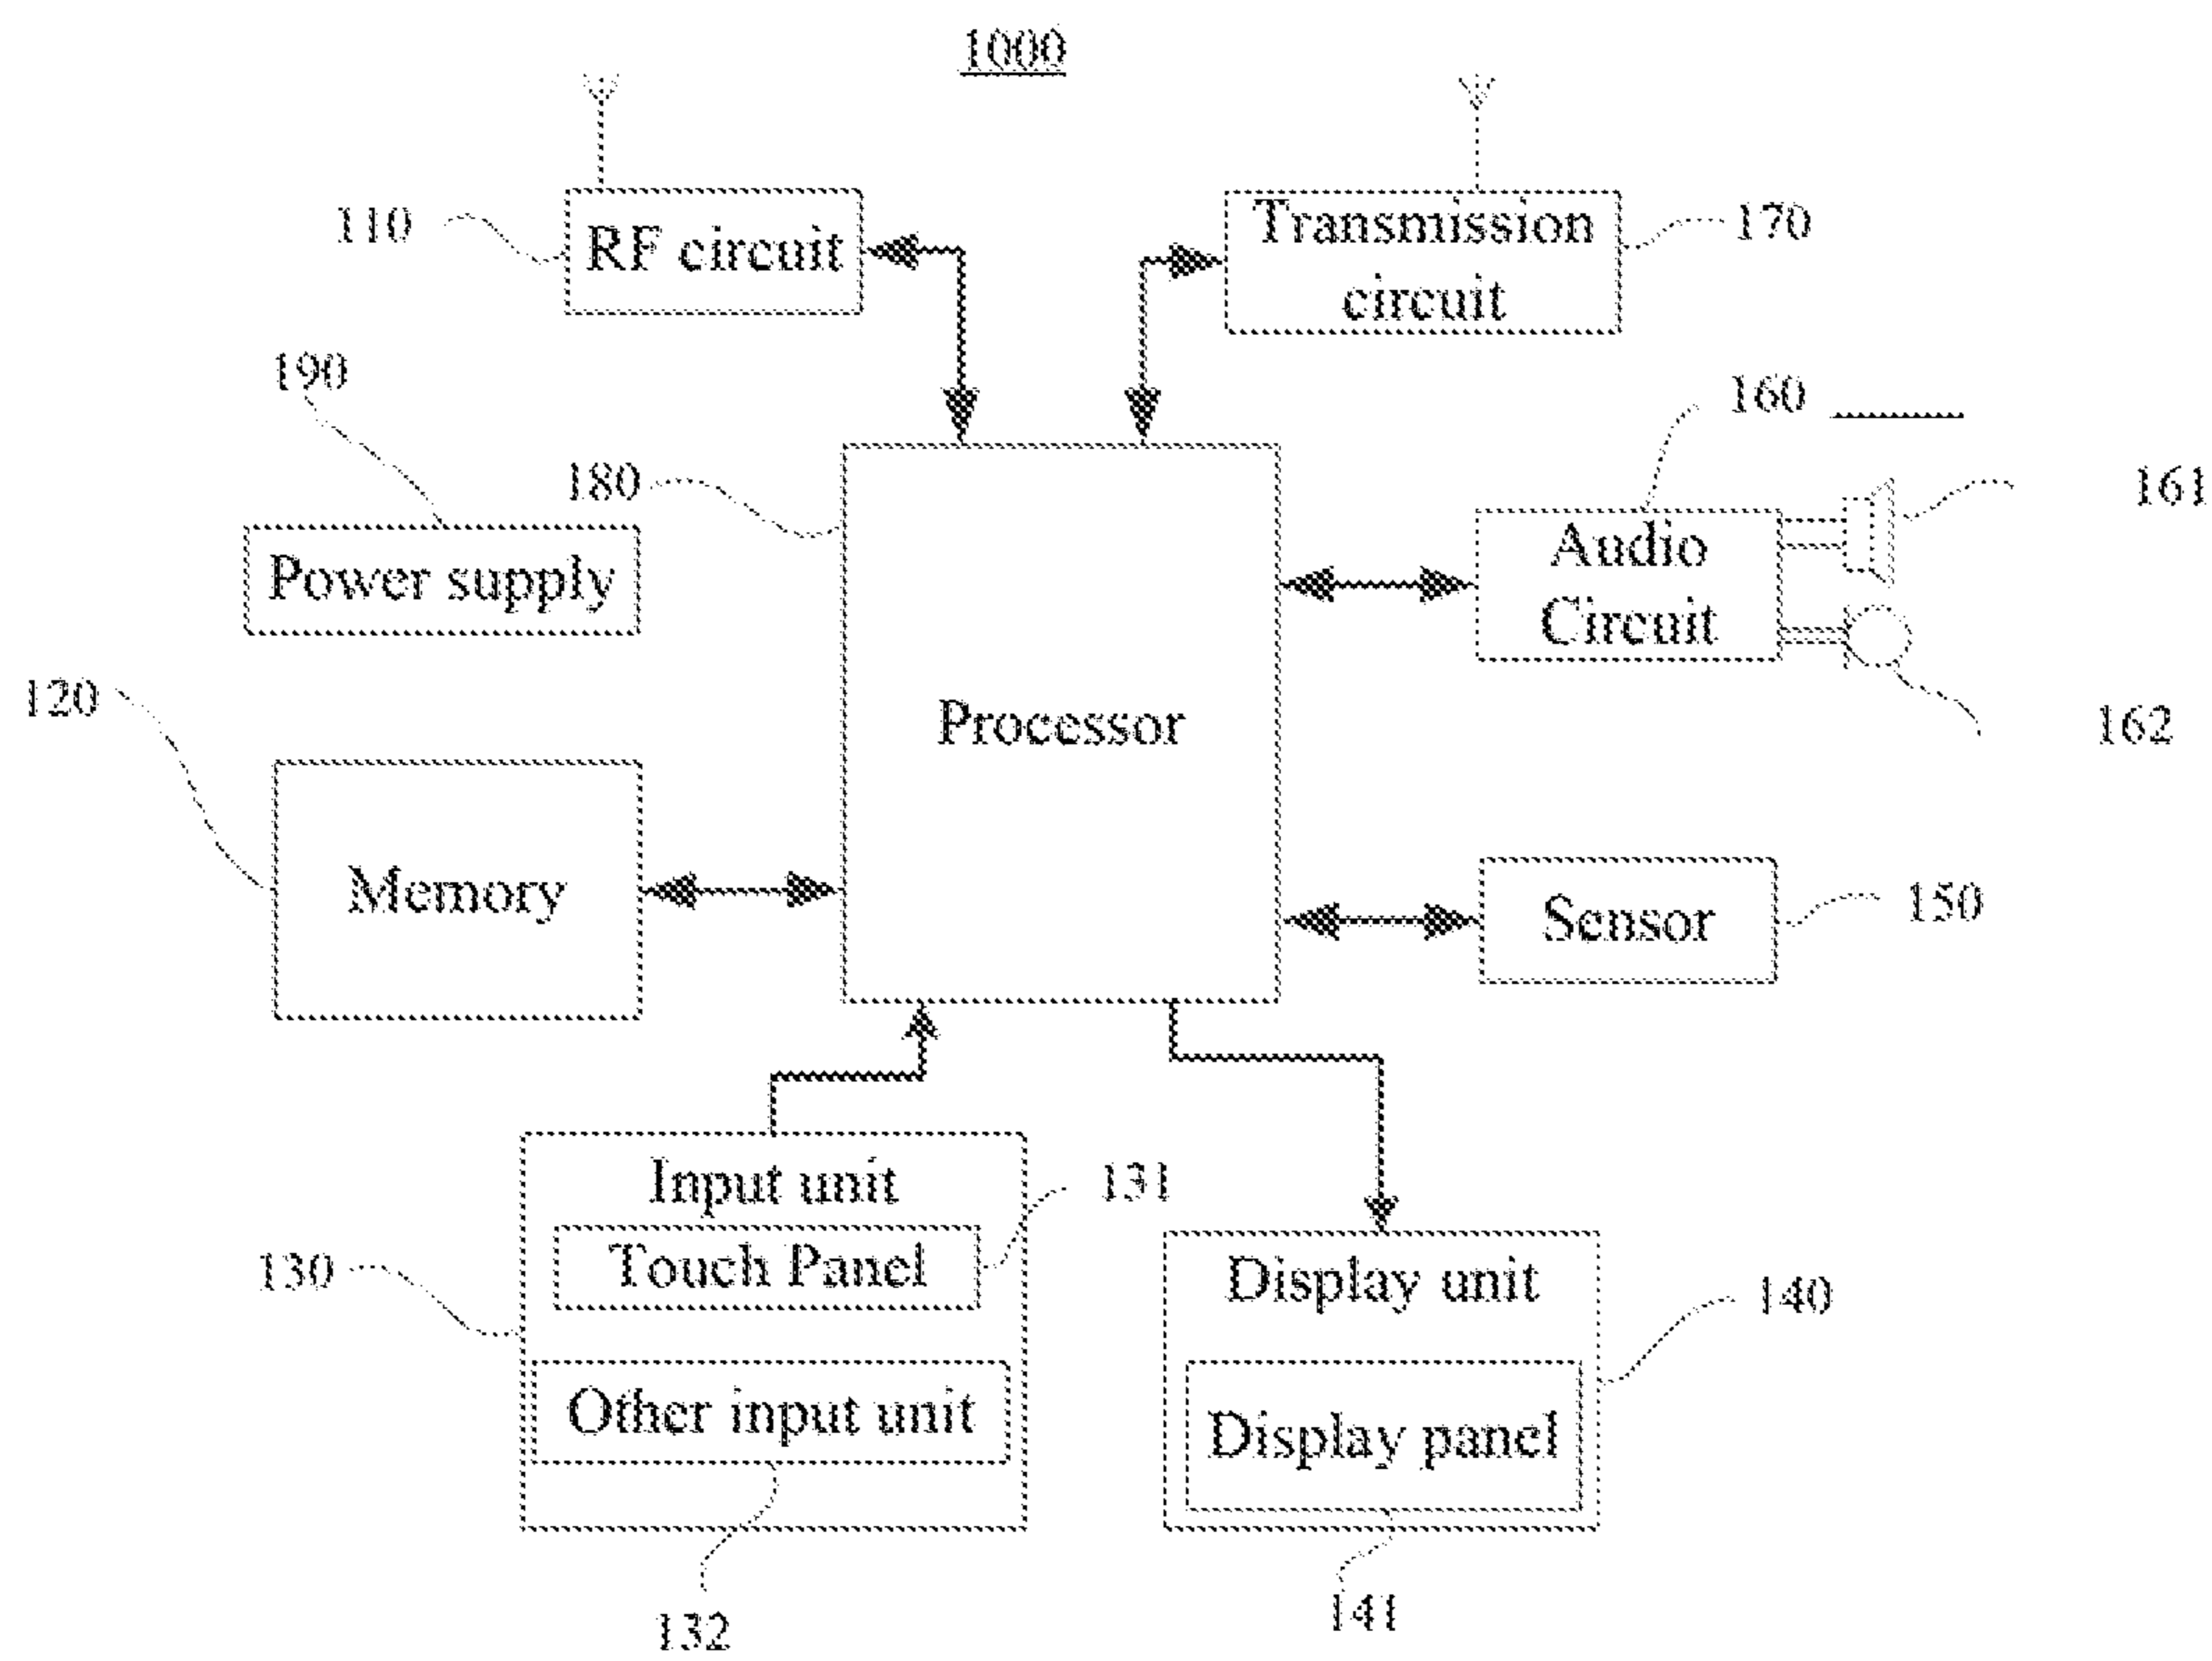 1000
110
RF circuit
Transmission
circuit
170
190
180
160
161
Power supply
Audio
Circuit
120
Processor
162
Memory
Sensor
150
Input unit
131
Touch Panel
130
Display unit
140
Other input unit
Display panel
132
141